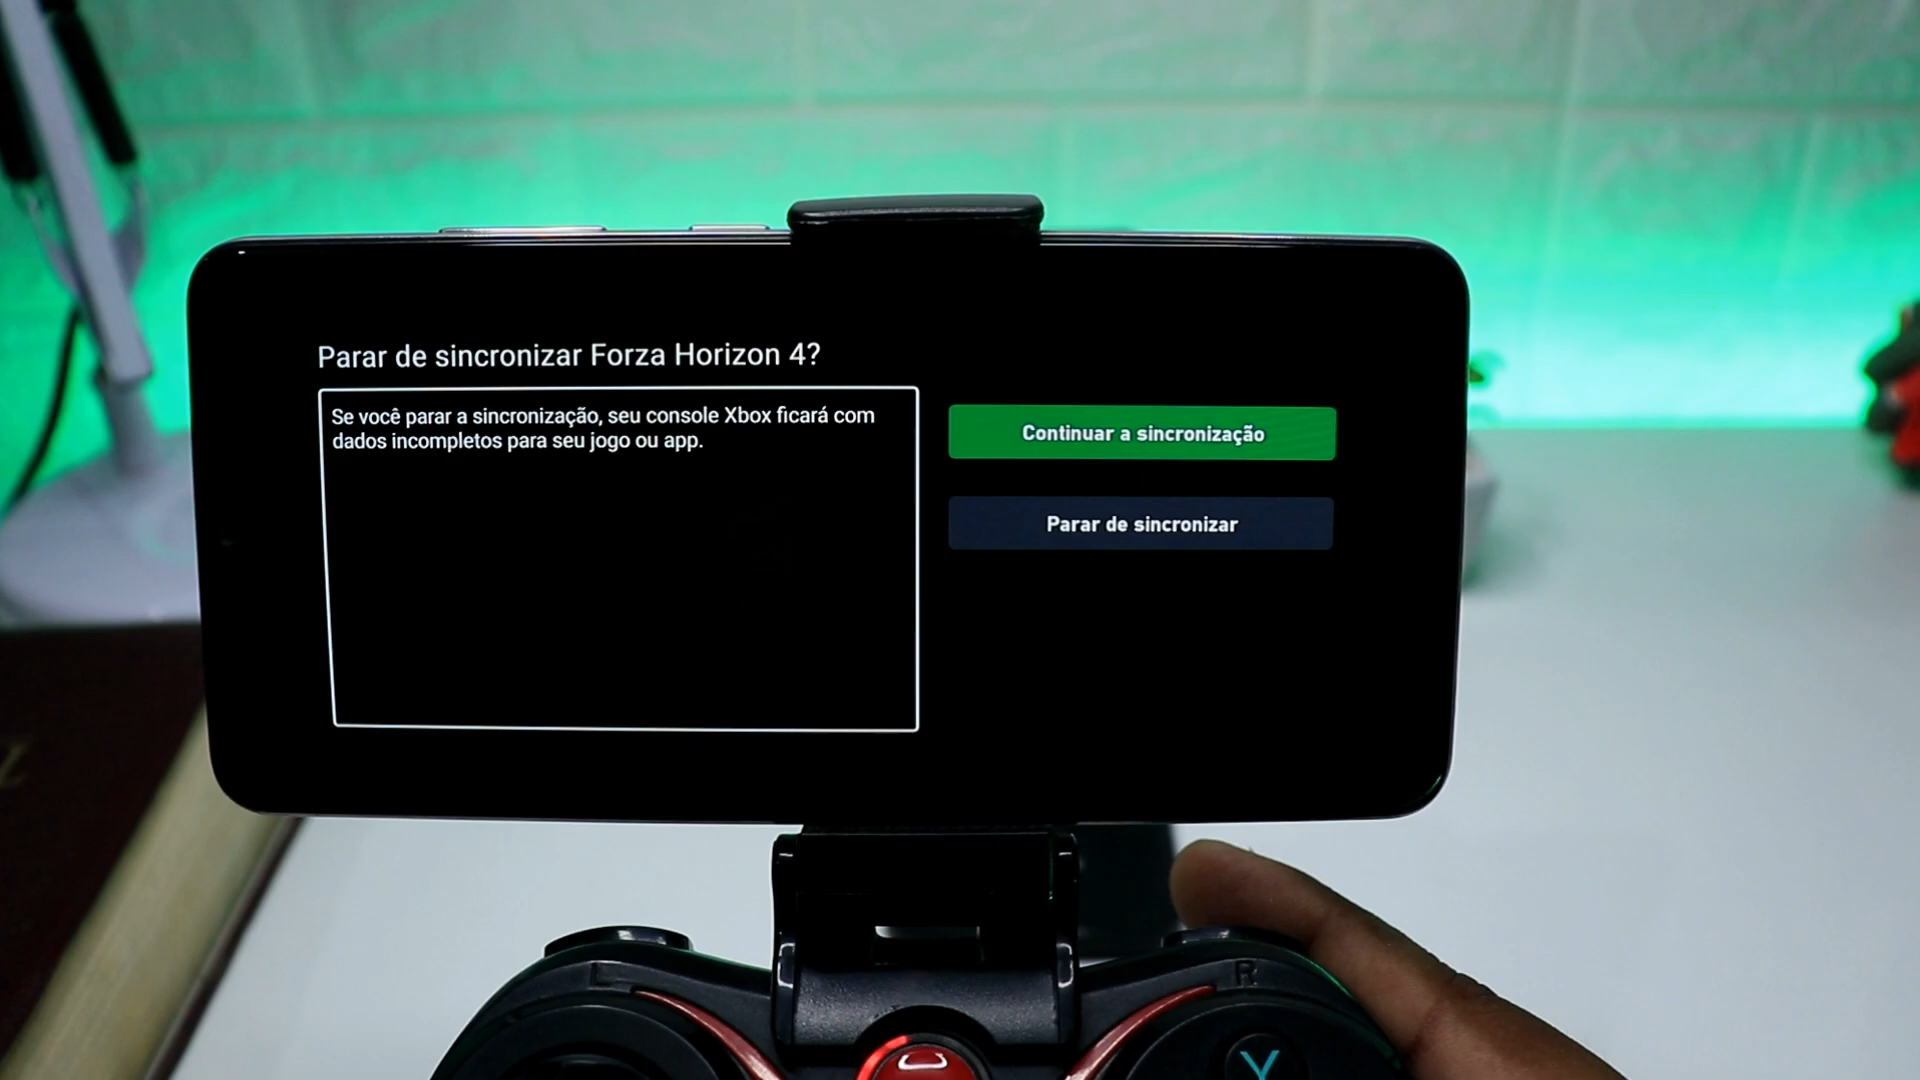 Parar de sincronizar Forza Horizon 4?
Se você parar a sincronização, seu console Xbox ficará com
dados incompletos para seu jogo ou app.
Continuar a sincronização
Parar de sincronizar
L
R
Y